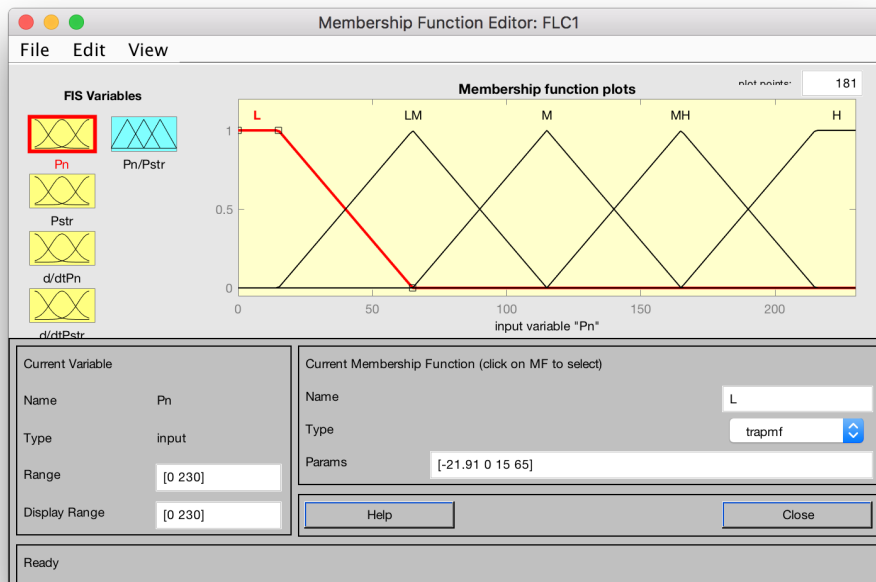 Membership Function Editor: FLC1
File Edit View
FIS Variables
Pn
Pn/Pstr
Pstr
d/dtPn
d/dtPstr
plot points: 181
Membership function plots
L LM M MH H
1
0.5
0
0 50 100 150 200
input variable "Pn"
Current Variable
Name Pn
Type input
Range [0 230]
Display Range [0 230]
Current Membership Function (click on MF to select)
Name L
Type trapmf
Params [-21.91 0 15 65]
Help Close
Ready